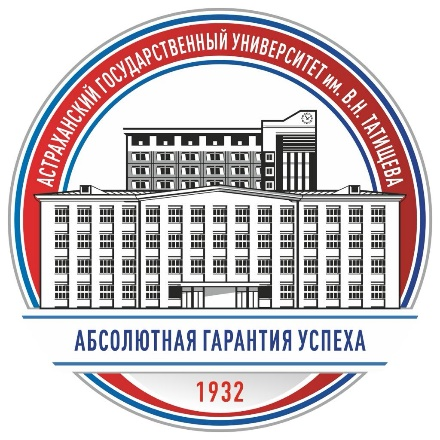 АСТРАХАНСКИЙ ГОСУДАРСТВЕННЫЙ УНИВЕРСИТЕТ им. В.Н. ТАТИЩЕВА
АБСОЛЮТНАЯ ГАРАНТИЯ УСПЕХА
1932